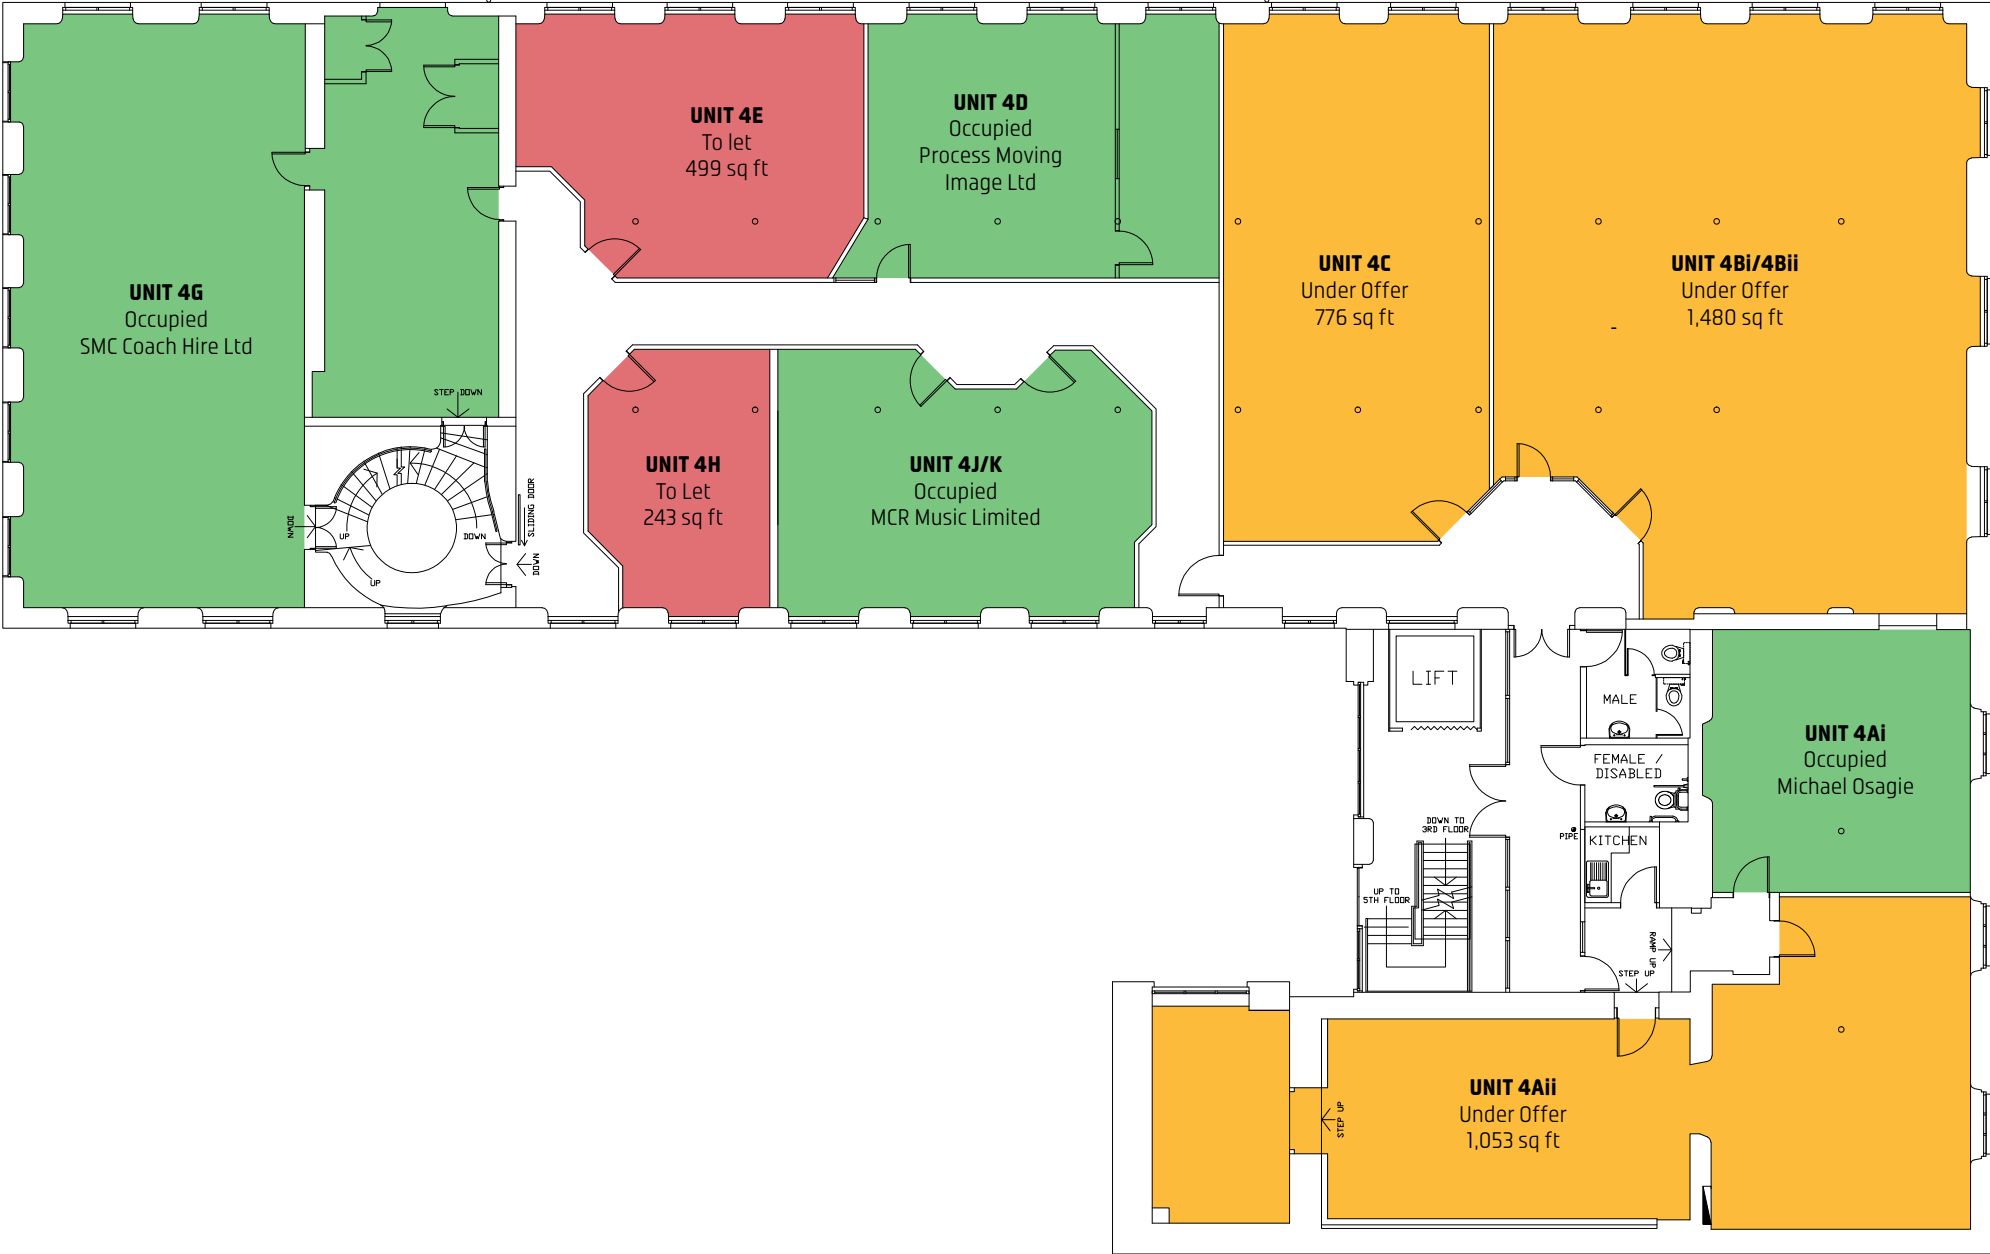 UNIT 4E
To let
499 sq ft
UNIT 4D
Occupied
Process Moving
Image Ltd
UNIT 4C
Under Offer
776 sq ft
UNIT 4Bi/4Bii
Under Offer
1,480 sq ft
UNIT 4G
Occupied
SMC Coach Hire Ltd
STEP DOWN
UNIT 4H
To Let
243 sq ft
UNIT 4J/K
Occupied
MCR Music Limited
SLIDING DOOR
DOWN
UP
DOWN
DOWN
UP
LIFT
MALE
FEMALE /
DISABLED
UNIT 4Ai
Occupied
Michael Osagie
DOWN TO
3RD FLOOR
PIPE
KITCHEN
UP TO
5TH FLOOR
RAMP UP
STEP UP
UNIT 4Aii
Under Offer
1,053 sq ft
STEP UP